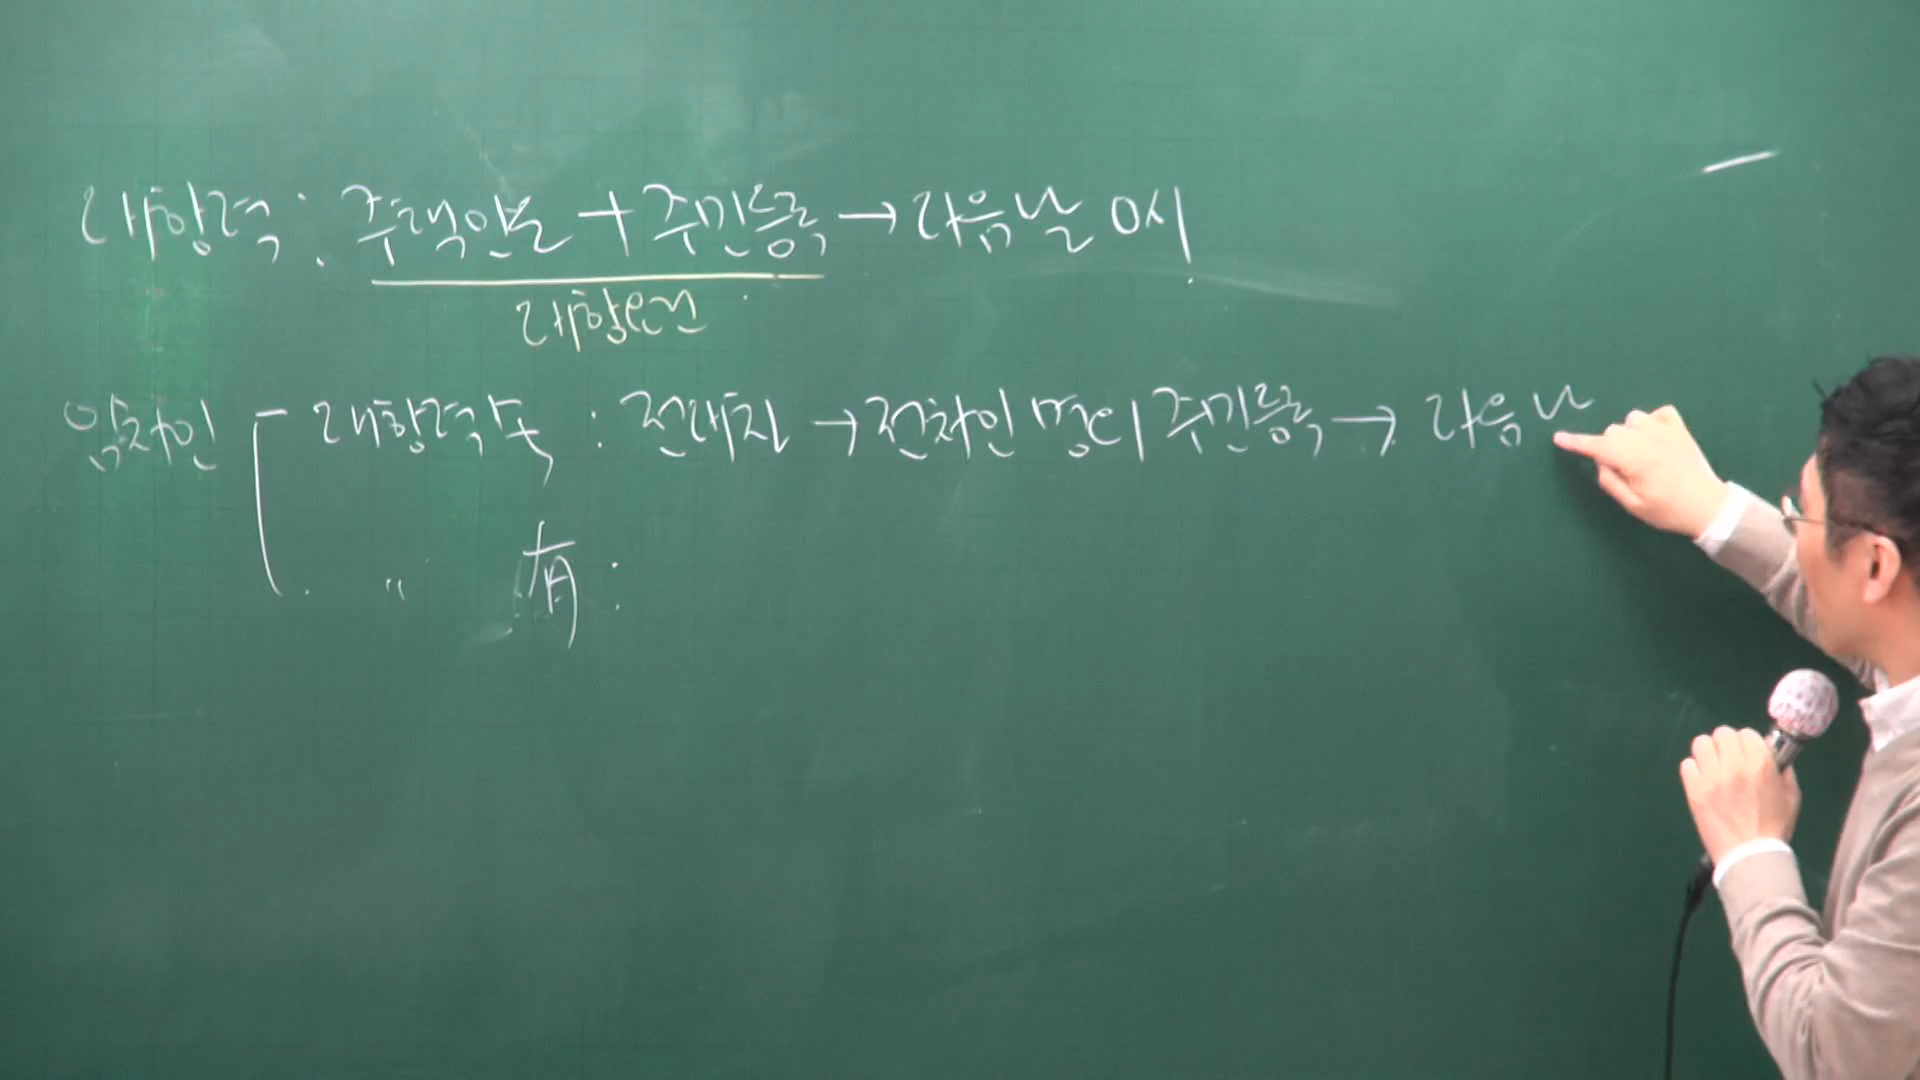 대항력 : 주택인도 + 주민등록 → 다음날 0시
대항요건
임차인 대항력 不 : 전대차 → 전차인 명의 주민등록 → 다음날
〃 有 :